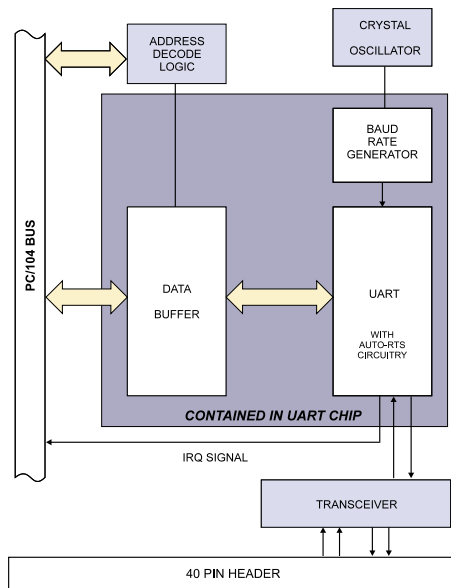 ADDRESS
DECODE
LOGIC
CRYSTAL
OSCILLATOR
BAUD
RATE
GENERATOR
PC/104 BUS
DATA
BUFFER
UART
WITH
AUTO-RTS
CIRCUITRY
CONTAINED IN UART CHIP
IRQ SIGNAL
TRANSCEIVER
40 PIN HEADER